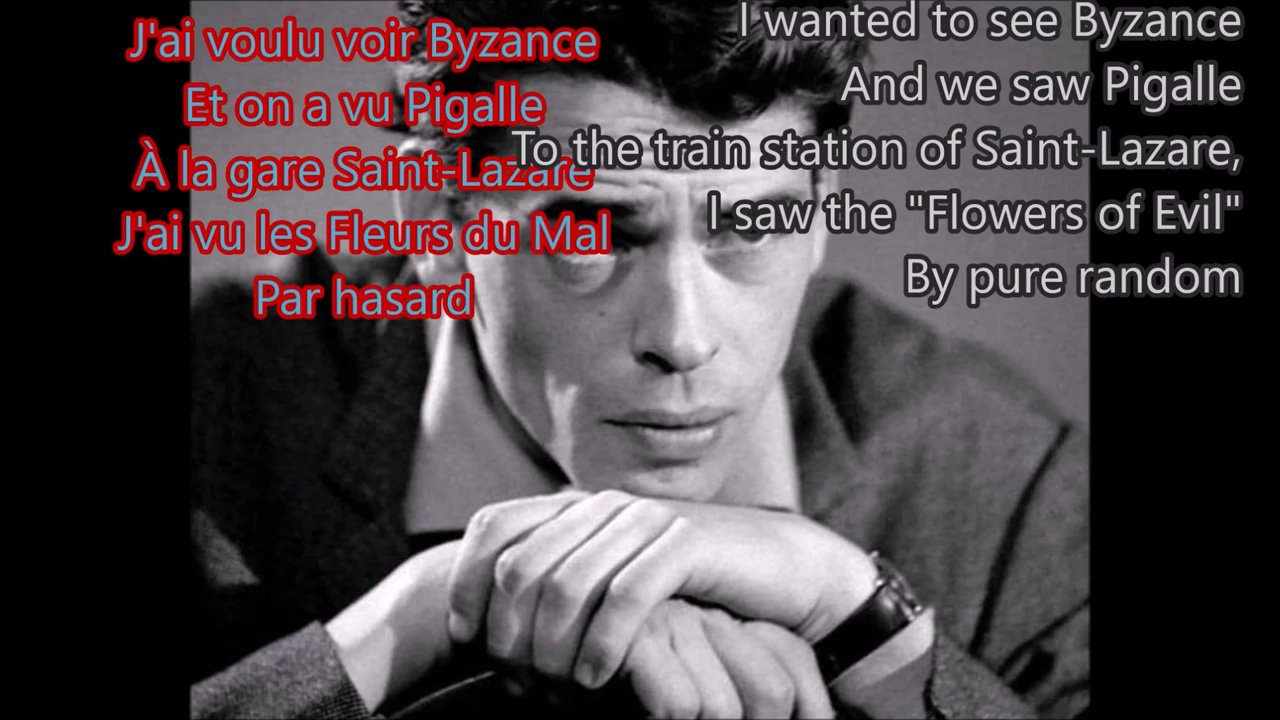 J'ai voulu voir Byzance
Et on a vu Pigalle
À la gare Saint-Lazare
J'ai vu les Fleurs du Mal
Par hasard
I wanted to see Byzance
And we saw Pigalle
To the train station of Saint-Lazare,
I saw the "Flowers of Evil"
By pure random